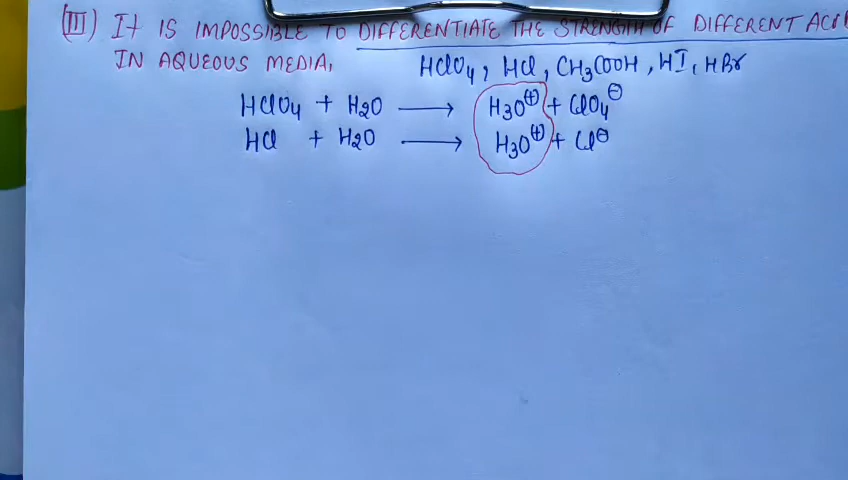 (III) It IS IMPOSSIBLE TO DIFFERENTIATE THE STRENGTH OF DIFFERENT ACID
IN AQUEOUS MEDIA, HClO₄, HCl, CH₃COOH, HI, HBr
HClO₄ + H₂O ⟶ H₃O⊕ + ClO₄⊖
HCl + H₂O ⟶ H₃O⊕ + Cl⊖